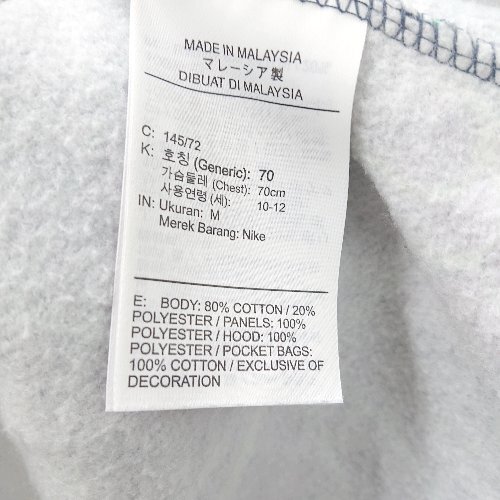 MADE IN MALAYSIA
マレーシア製
DIBUAT DI MALAYSIA
C: 145/72
K: 호칭 (Generic): 70
가슴둘레 (Chest): 70cm
사용연령 (세): 10-12
IN: Ukuran: M
Merek Barang: Nike
E: BODY: 80% COTTON / 20%
POLYESTER / PANELS: 100%
POLYESTER / HOOD: 100%
POLYESTER / POCKET BAGS:
100% COTTON / EXCLUSIVE OF
DECORATION